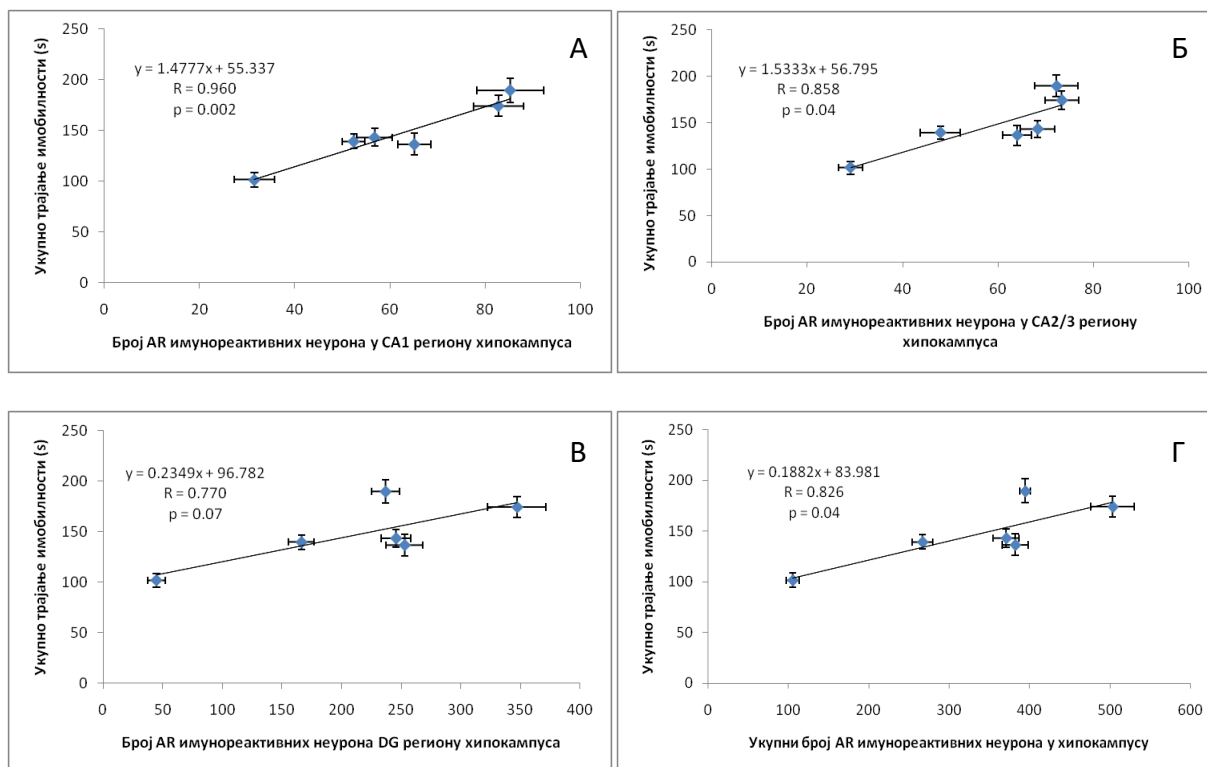 А
Укупно трајање имобилности (s)
250
200
150
100
50
0
y = 1.4777x + 55.337
R = 0.960
p = 0.002
0 20 40 60 80 100
Број AR имунореактивних неурона у CA1 региону хипокампуса
Б
Укупно трајање имобилности (s)
250
200
150
100
50
0
y = 1.5333x + 56.795
R = 0.858
p = 0.04
0 20 40 60 80 100
Број AR имунореактивних неурона у CA2/3 региону
хипокампуса
В
Укупно трајање имобилности (s)
250
200
150
100
50
0
y = 0.2349x + 96.782
R = 0.770
p = 0.07
0 50 100 150 200 250 300 350 400
Број AR имунореактивних неурона DG региону хипокампуса
Г
Укупно трајање имобилности (s)
250
200
150
100
50
0
y = 0.1882x + 83.981
R = 0.826
p = 0.04
0 100 200 300 400 500 600
Укупни број AR имунореактивних неурона у хипокампусу